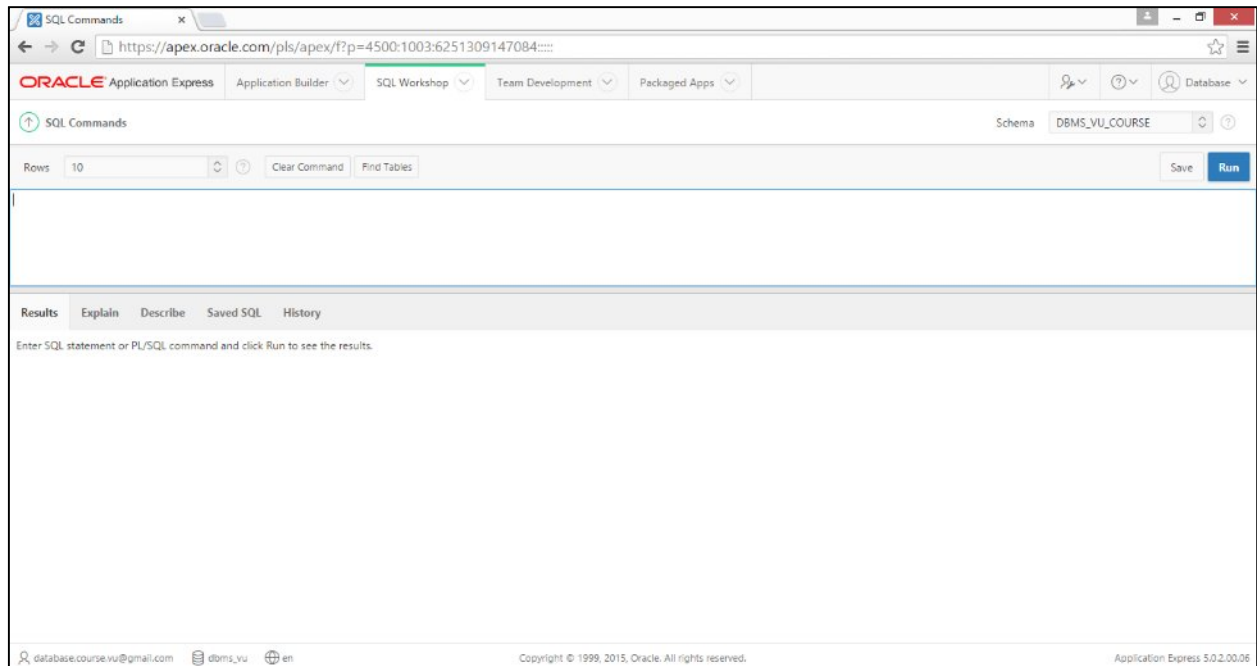 SQL Commands
https://apex.oracle.com/pls/apex/f?p=4500:1003:6251309147084:::::
ORACLE Application Express Application Builder SQL Workshop Team Development Packaged Apps Database
SQL Commands Schema DBMS_VU_COURSE
Rows 10 Clear Command Find Tables Save Run
Results Explain Describe Saved SQL History
Enter SQL statement or PL/SQL command and click Run to see the results.
database.course.vu@gmail.com dbms_vu en Copyright © 1999, 2015, Oracle. All rights reserved. Application Express 5.0.2.00.06